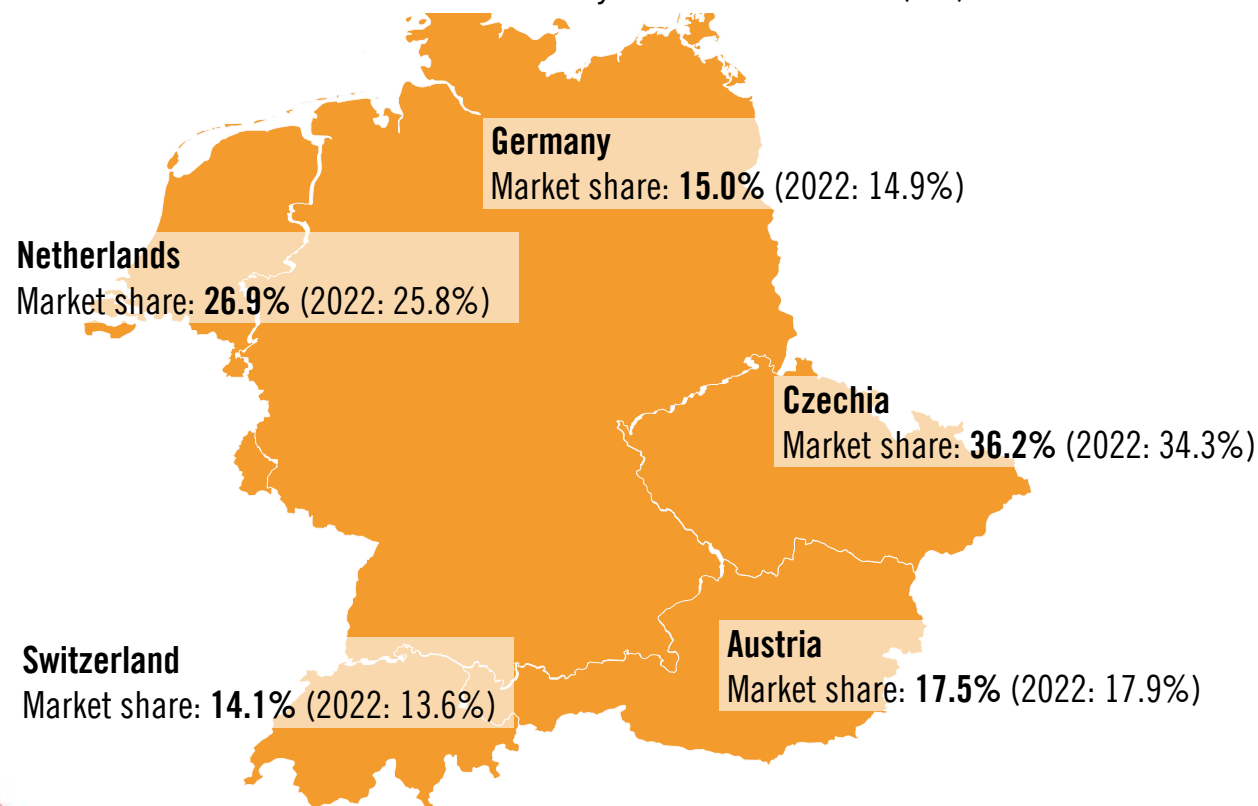 Germany
Market share: 15.0% (2022: 14.9%)
Netherlands
Market share: 26.9% (2022: 25.8%)
Czechia
Market share: 36.2% (2022: 34.3%)
Switzerland
Market share: 14.1% (2022: 13.6%)
Austria
Market share: 17.5% (2022: 17.9%)